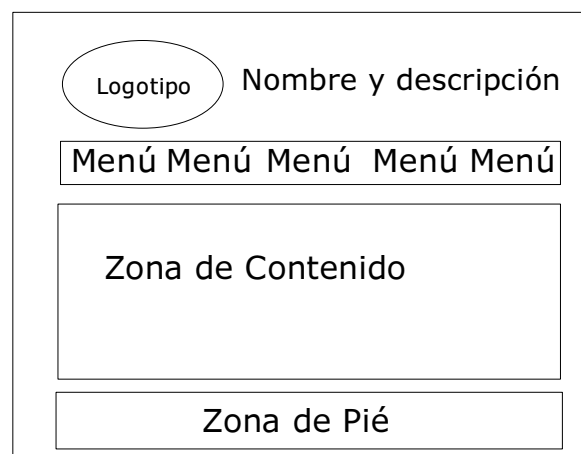 Logotipo Nombre y descripción
Menú Menú Menú Menú Menú
Zona de Contenido
Zona de Pié